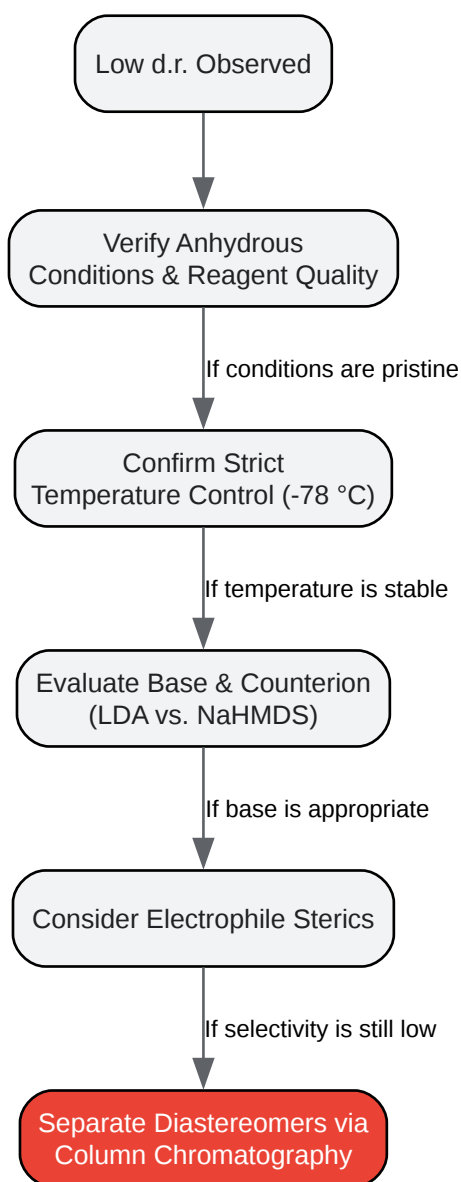 Low d.r. Observed
Verify Anhydrous
Conditions & Reagent Quality
If conditions are pristine
Confirm Strict
Temperature Control (-78 °C)
If temperature is stable
Evaluate Base & Counterion
(LDA vs. NaHMDS)
If base is appropriate
Consider Electrophile Sterics
If selectivity is still low
Separate Diastereomers via
Column Chromatography